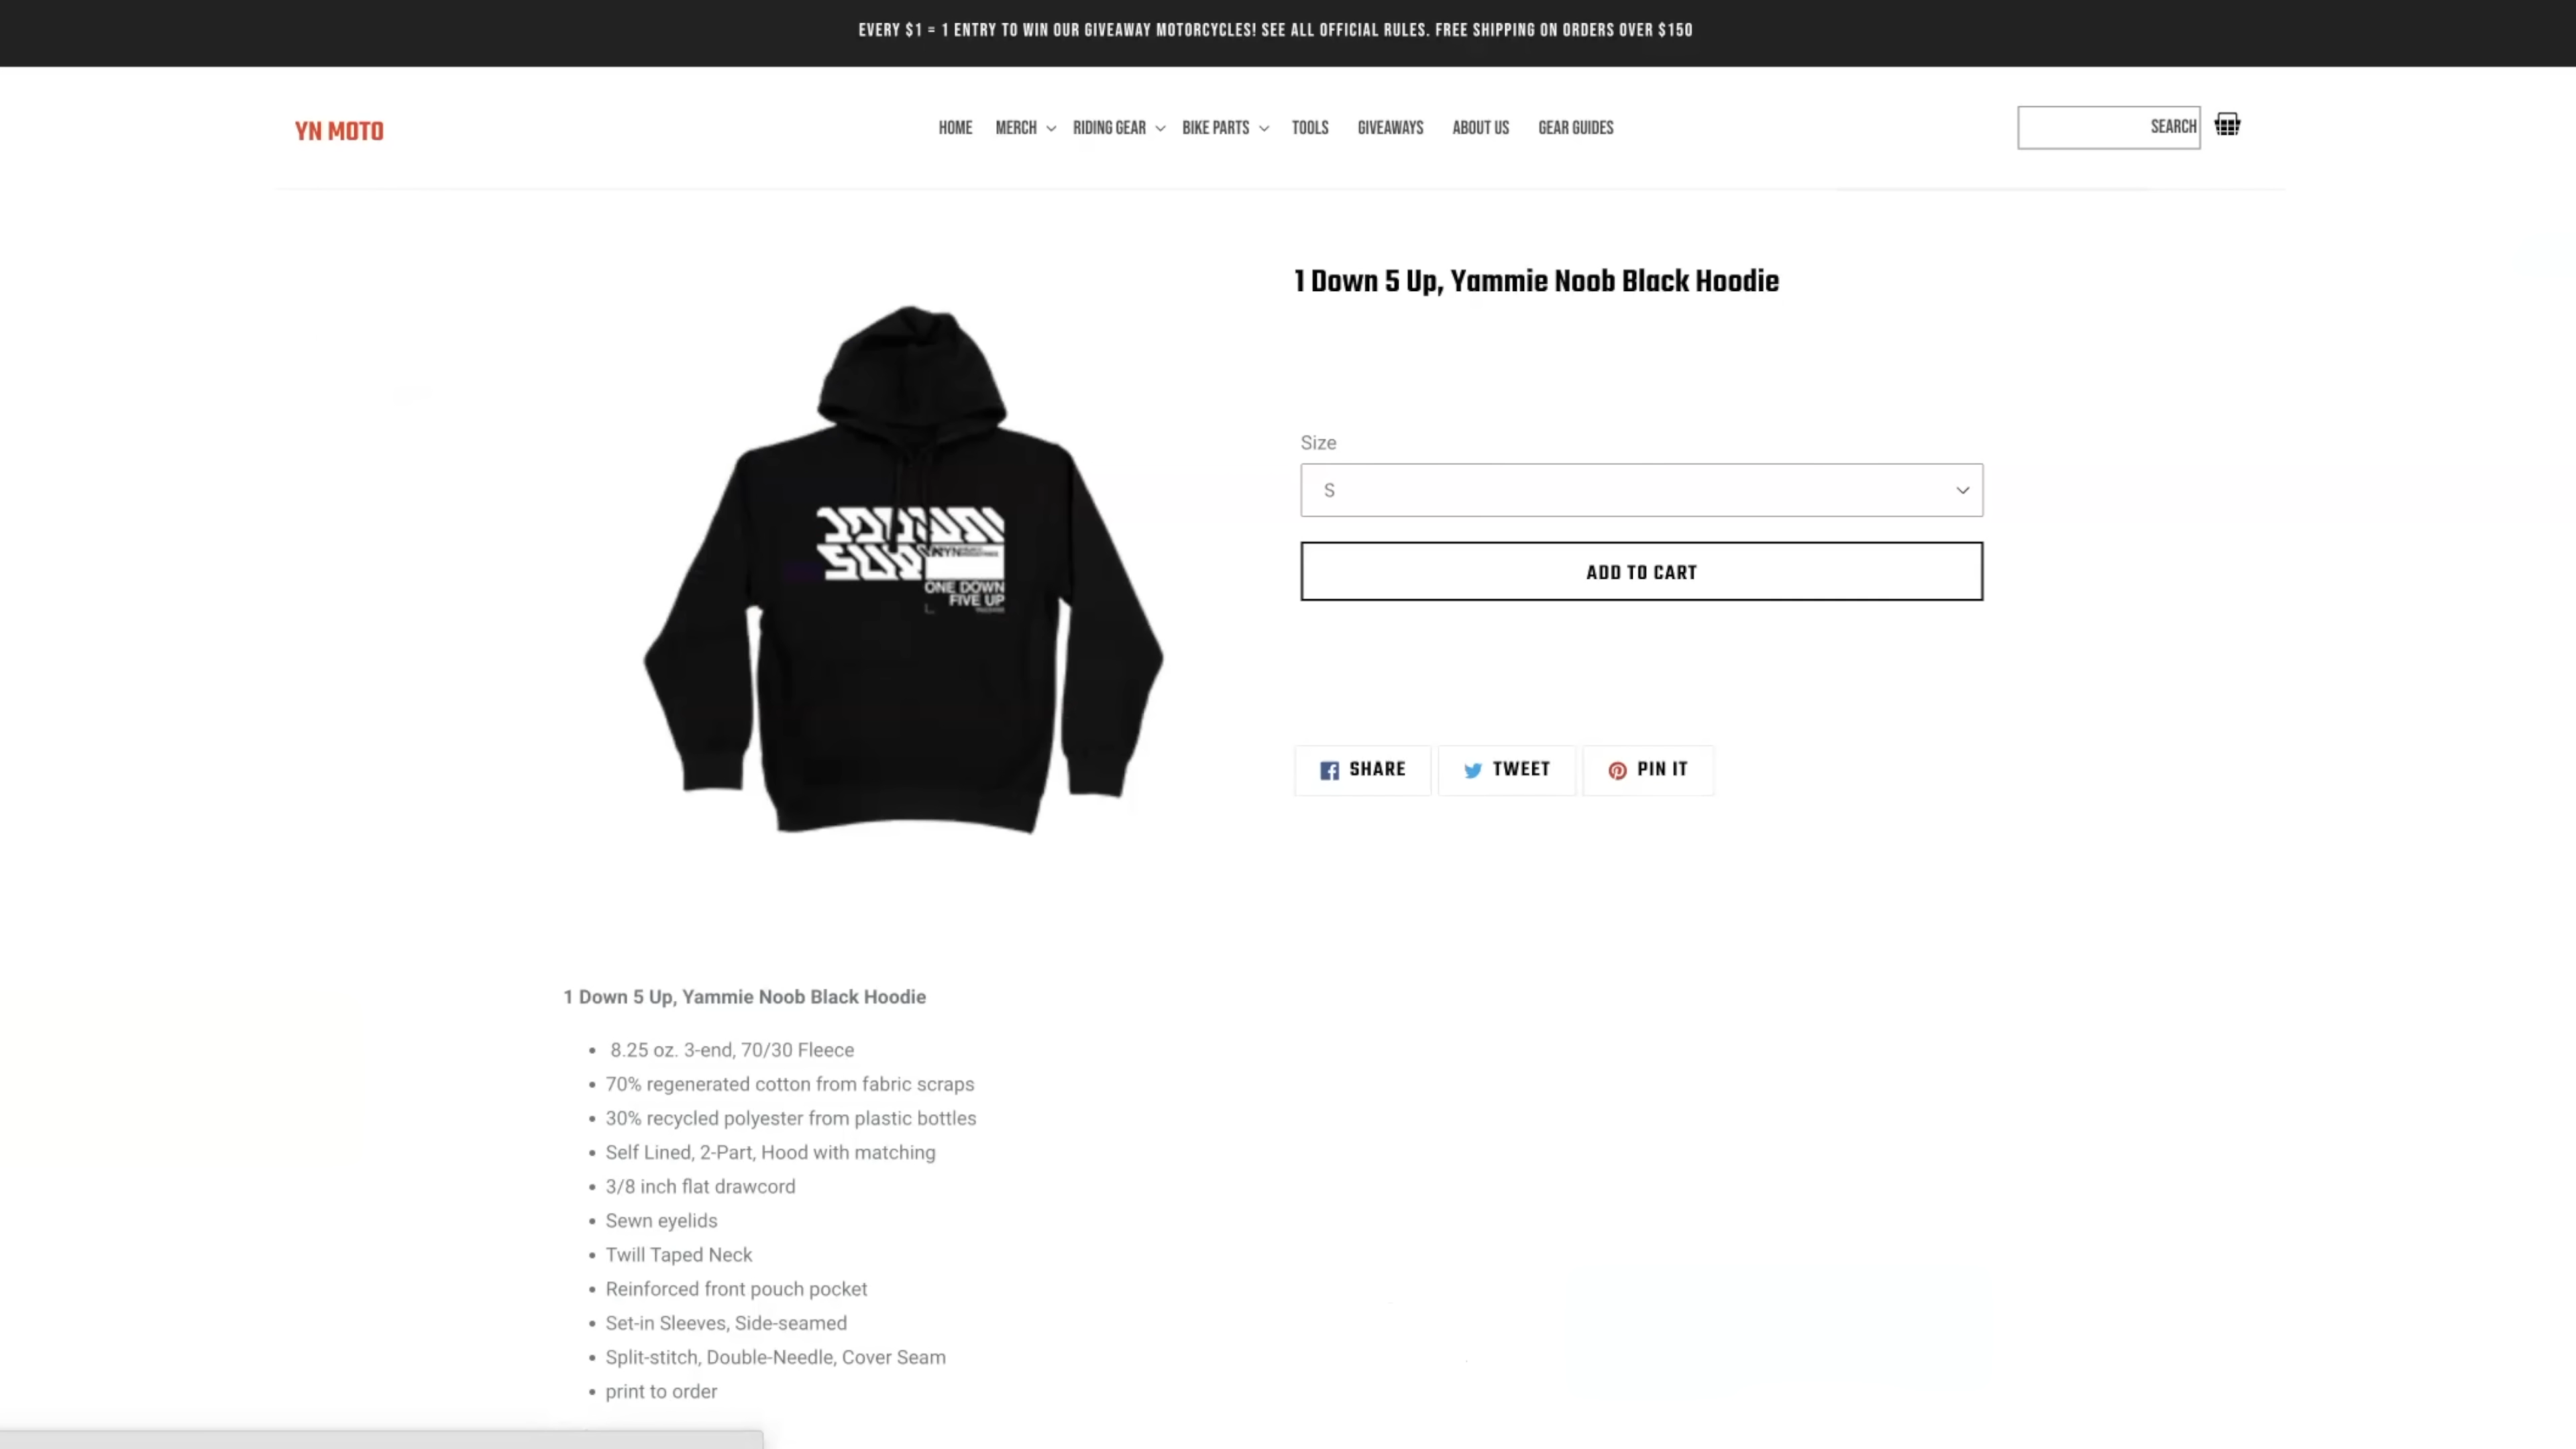 EVERY $1 = 1 ENTRY TO WIN OUR GIVEAWAY MOTORCYCLES! SEE ALL OFFICIAL RULES. FREE SHIPPING ON ORDERS OVER $150
YN MOTO
HOME MERCH RIDING GEAR BIKE PARTS TOOLS GIVEAWAYS ABOUT US GEAR GUIDES
SEARCH
1 Down 5 Up, Yammie Noob Black Hoodie
Size
S
ADD TO CART
SHARE TWEET PIN IT
1DOWN
5UP
YN
ONE DOWN
FIVE UP
1 Down 5 Up, Yammie Noob Black Hoodie
8.25 oz. 3-end, 70/30 Fleece
70% regenerated cotton from fabric scraps
30% recycled polyester from plastic bottles
Self Lined, 2-Part, Hood with matching
3/8 inch flat drawcord
Sewn eyelids
Twill Taped Neck
Reinforced front pouch pocket
Set-in Sleeves, Side-seamed
Split-stitch, Double-Needle, Cover Seam
print to order